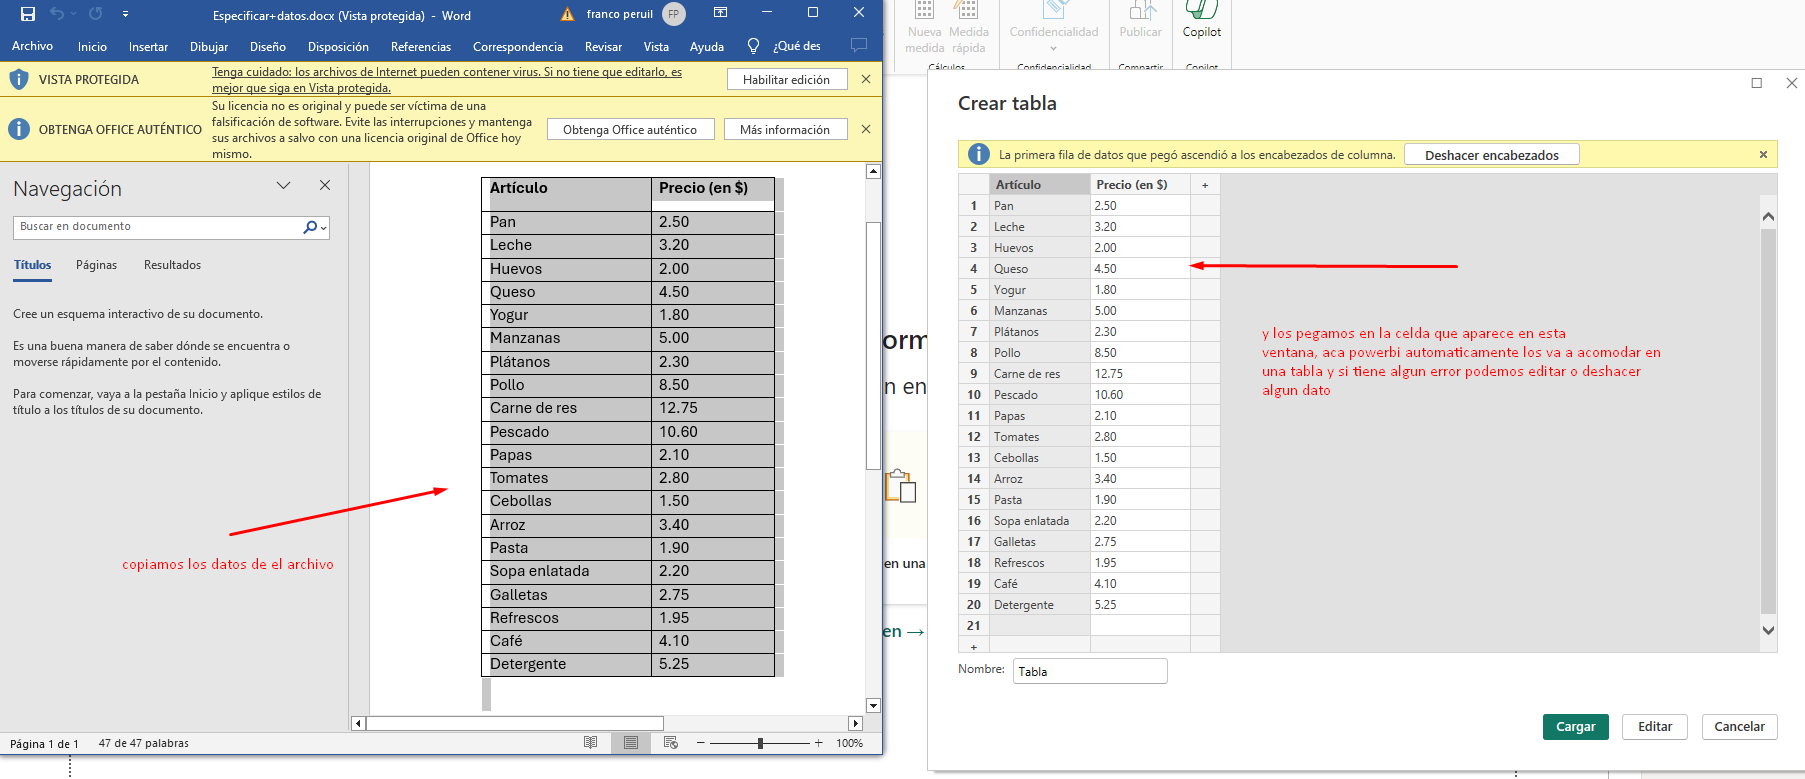 Especificar+datos.docx (Vista protegida) - Word
franco peruil
FP
Archivo Inicio Insertar Dibujar Diseño Disposición Referencias Correspondencia Revisar Vista Ayuda ¿Qué des
VISTA PROTEGIDA
Tenga cuidado: los archivos de Internet pueden contener virus. Si no tiene que editarlo, es
mejor que siga en Vista protegida.
Habilitar edición
OBTENGA OFFICE AUTÉNTICO
Su licencia no es original y puede ser víctima de una
falsificación de software. Evite las interrupciones y mantenga
sus archivos a salvo con una licencia original de Office hoy
mismo.
Obtenga Office auténtico
Más información
Navegación
Buscar en documento
Títulos Páginas Resultados
Cree un esquema interactivo de su documento.
Es una buena manera de saber dónde se encuentra o
moverse rápidamente por el contenido.
Para comenzar, vaya a la pestaña Inicio y aplique estilos de
título a los títulos de su documento.
copiamos los datos de el archivo
Artículo Precio (en $)
Pan 2.50
Leche 3.20
Huevos 2.00
Queso 4.50
Yogur 1.80
Manzanas 5.00
Plátanos 2.30
Pollo 8.50
Carne de res 12.75
Pescado 10.60
Papas 2.10
Tomates 2.80
Cebollas 1.50
Arroz 3.40
Pasta 1.90
Sopa enlatada 2.20
Galletas 2.75
Refrescos 1.95
Café 4.10
Detergente 5.25
Página 1 de 1 47 de 47 palabras
100%
Nueva
medida
Medida
rápida
Cálculos
Confidencialidad
Confidencialidad
Publicar
Compartir
Copilot
Copilot
orm
n en
en una
en →
Crear tabla
La primera fila de datos que pegó ascendió a los encabezados de columna.
Deshacer encabezados
Artículo Precio (en $) +
1 Pan 2.50
2 Leche 3.20
3 Huevos 2.00
4 Queso 4.50
5 Yogur 1.80
6 Manzanas 5.00
7 Plátanos 2.30
8 Pollo 8.50
9 Carne de res 12.75
10 Pescado 10.60
11 Papas 2.10
12 Tomates 2.80
13 Cebollas 1.50
14 Arroz 3.40
15 Pasta 1.90
16 Sopa enlatada 2.20
17 Galletas 2.75
18 Refrescos 1.95
19 Café 4.10
20 Detergente 5.25
21
+
y los pegamos en la celda que aparece en esta
ventana, aca powerbi automaticamente los va a acomodar en
una tabla y si tiene algun error podemos editar o deshacer
algun dato
Nombre: Tabla
Cargar Editar Cancelar